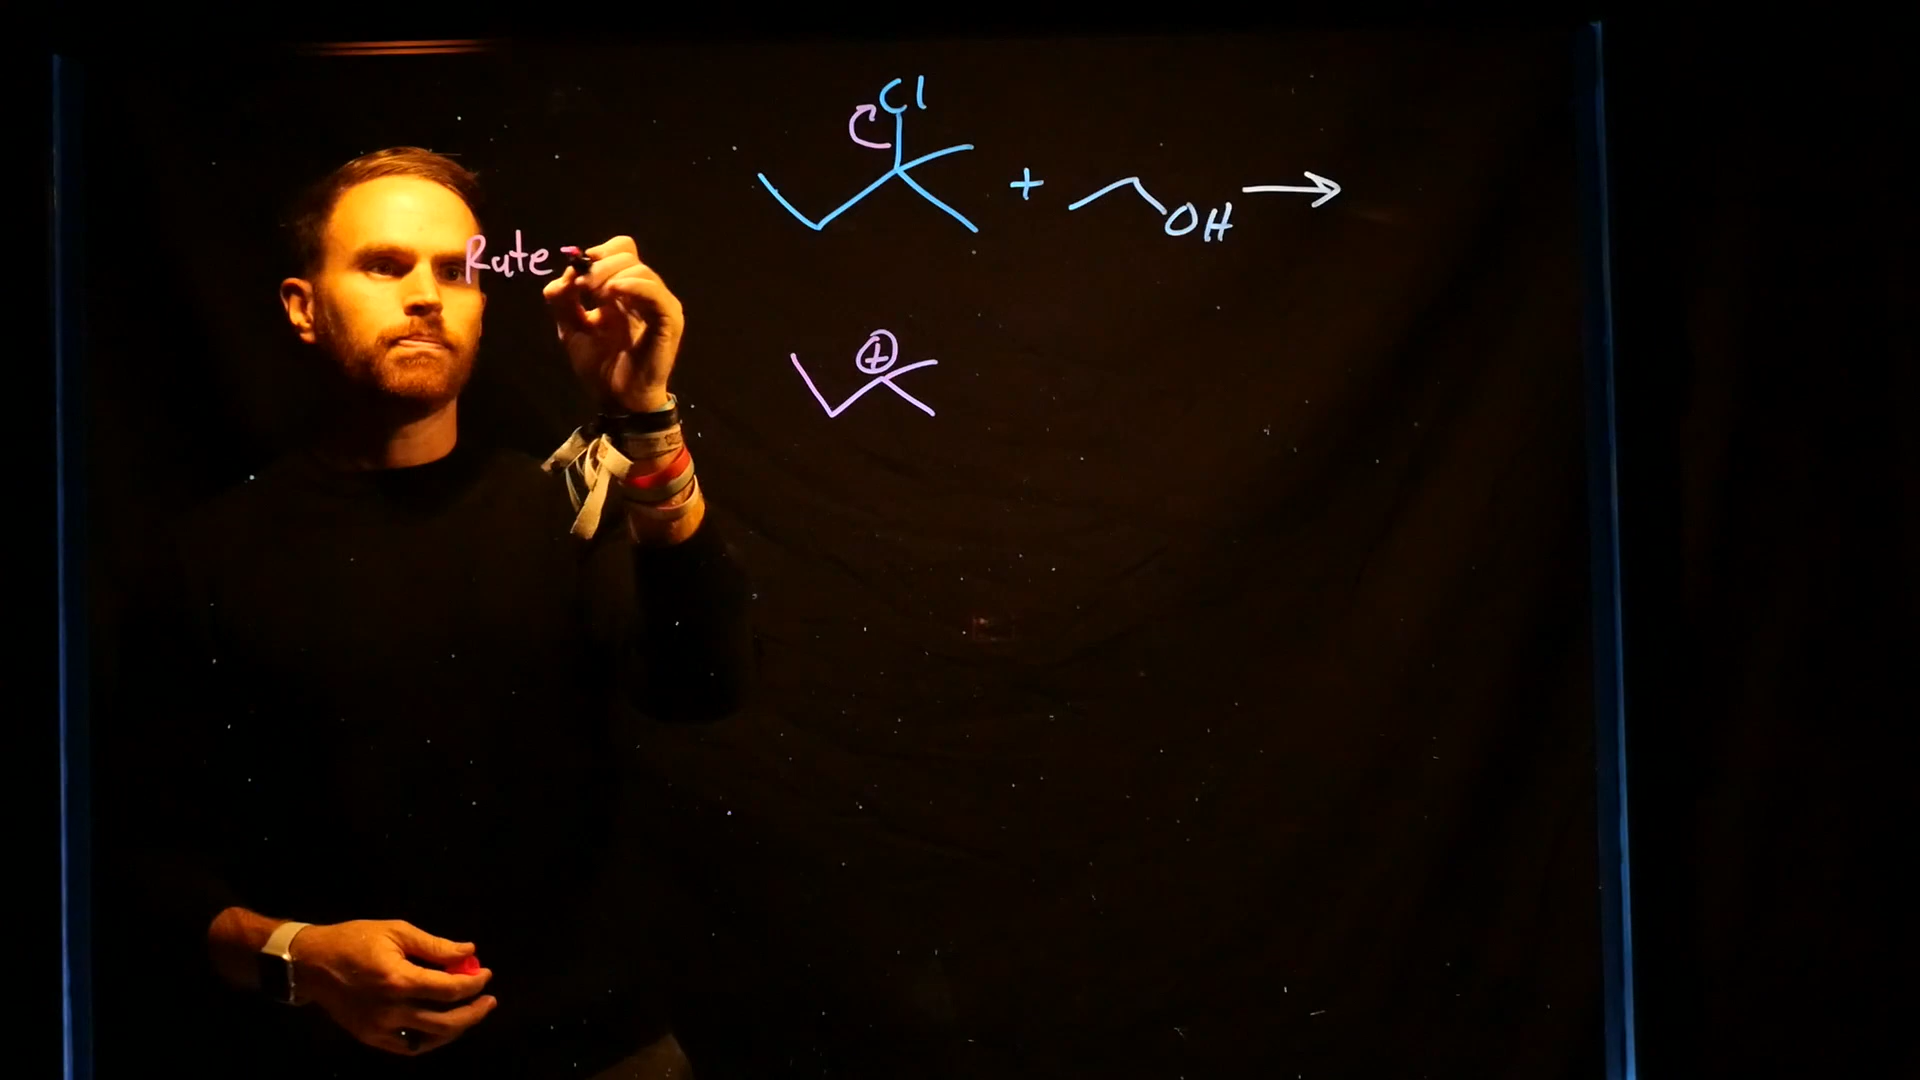 Cl
+ OH →
Rate =
⊕